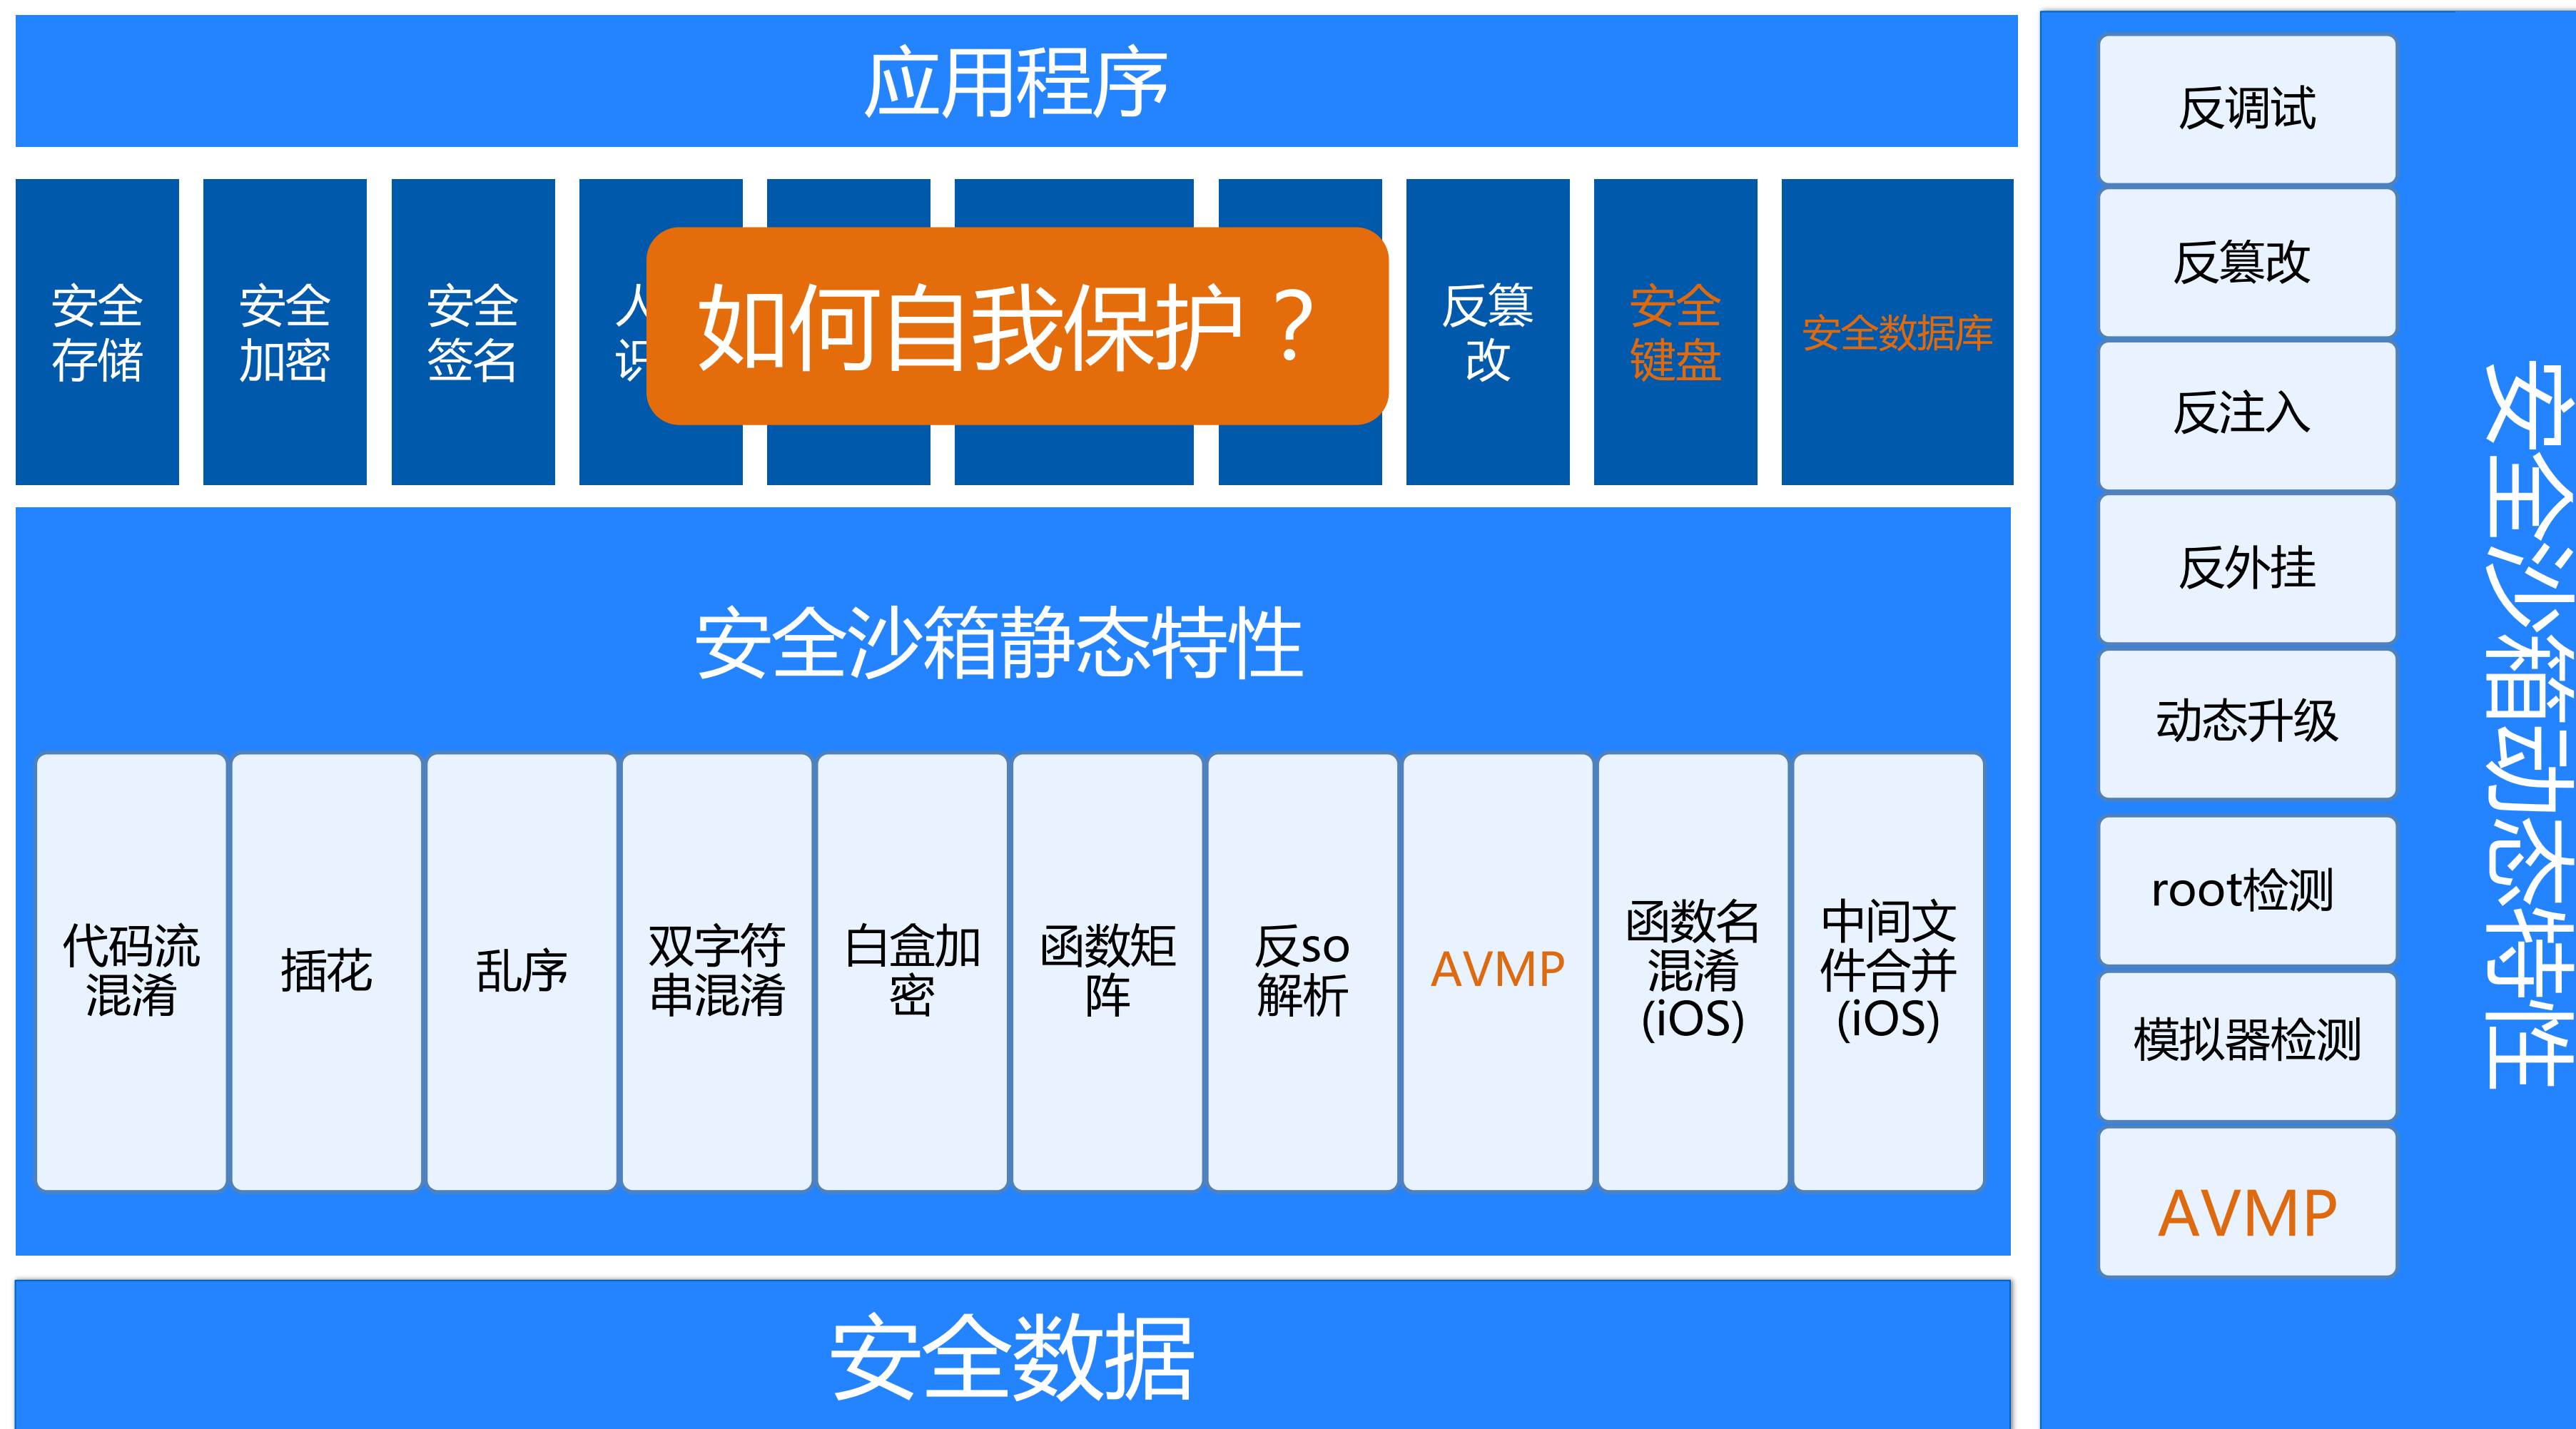 应用程序
安全
存储
安全
加密
安全
签名
如何自我保护？
反篡
改
安全
键盘
安全数据库
安全沙箱静态特性
代码流
混淆
插花
乱序
双字符
串混淆
白盒加
密
函数矩
阵
反so
解析
AVMP
函数名
混淆
(iOS)
中间文
件合并
(iOS)
安全数据
反调试
反篡改
反注入
反外挂
动态升级
root检测
模拟器检测
AVMP
安全沙箱动态特性